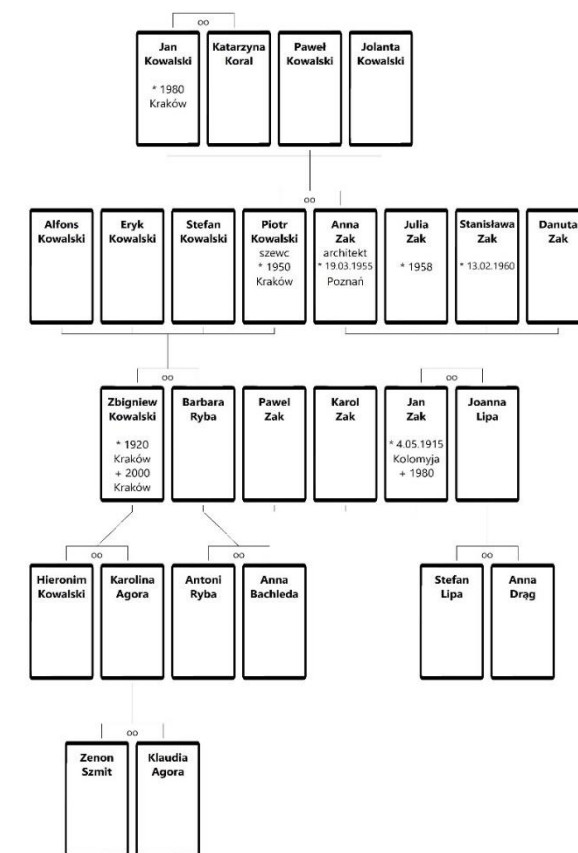 oo
Jan Kowalski
* 1980
Kraków
Katarzyna Koral
Paweł Kowalski
Jolanta Kowalski
oo
Alfons Kowalski
Eryk Kowalski
Stefan Kowalski
Piotr Kowalski
szewc
* 1950
Kraków
Anna Zak
architekt
* 19.03.1955
Poznań
Julia Zak
* 1958
Stanisława Zak
* 13.02.1960
Danuta Zak
oo
oo
Zbigniew Kowalski
* 1920
Kraków
+ 2000
Kraków
Barbara Ryba
Pawel Zak
Karol Zak
Jan Zak
* 4.05.1915
Kolomyja
+ 1980
Joanna Lipa
oo
oo
oo
Hieronim Kowalski
Karolina Agora
Antoni Ryba
Anna Bachleda
Stefan Lipa
Anna Drąg
oo
Zenon Szmit
Klaudia Agora